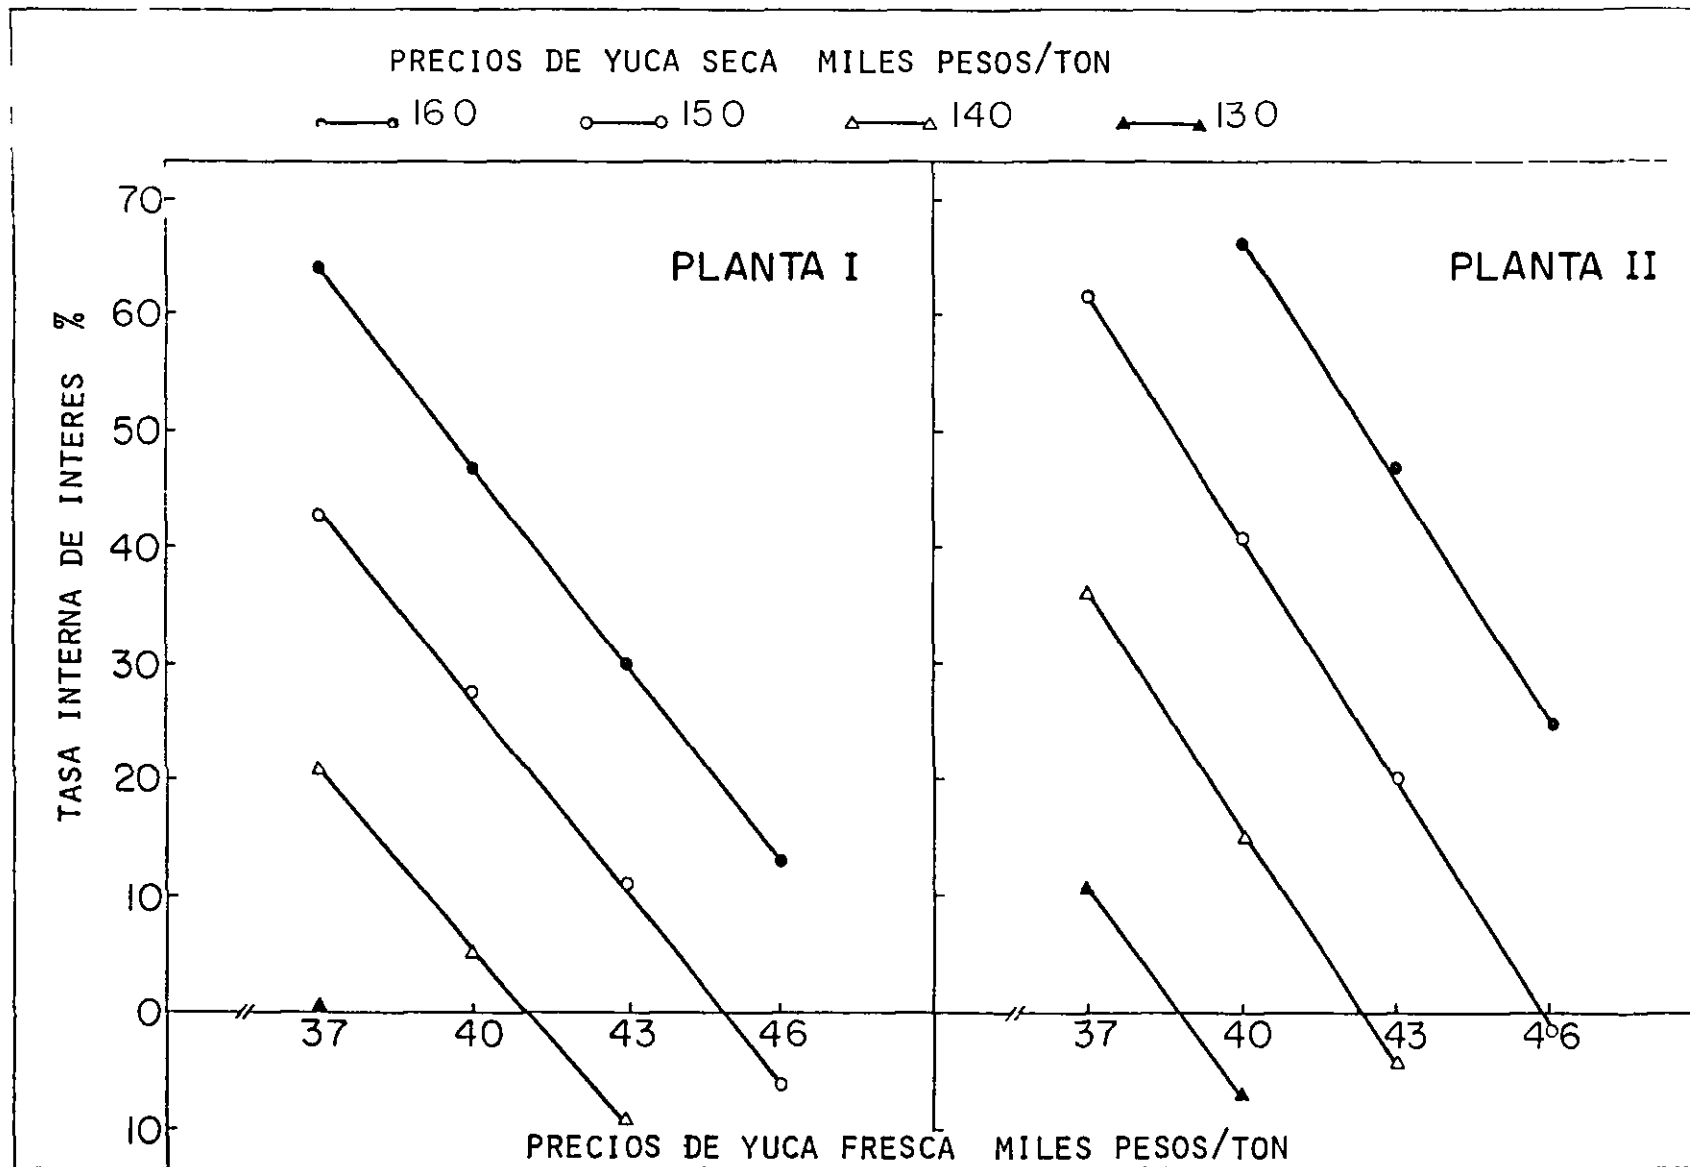 PRECIOS DE YUCA SECA MILES PESOS/TON
160 150 140 130
PLANTA I PLANTA II
TASA INTERNA DE INTERES %
70
60
50
40
30
20
10
0
10
37 40 43 46 37 40 43 46
PRECIOS DE YUCA FRESCA MILES PESOS/TON